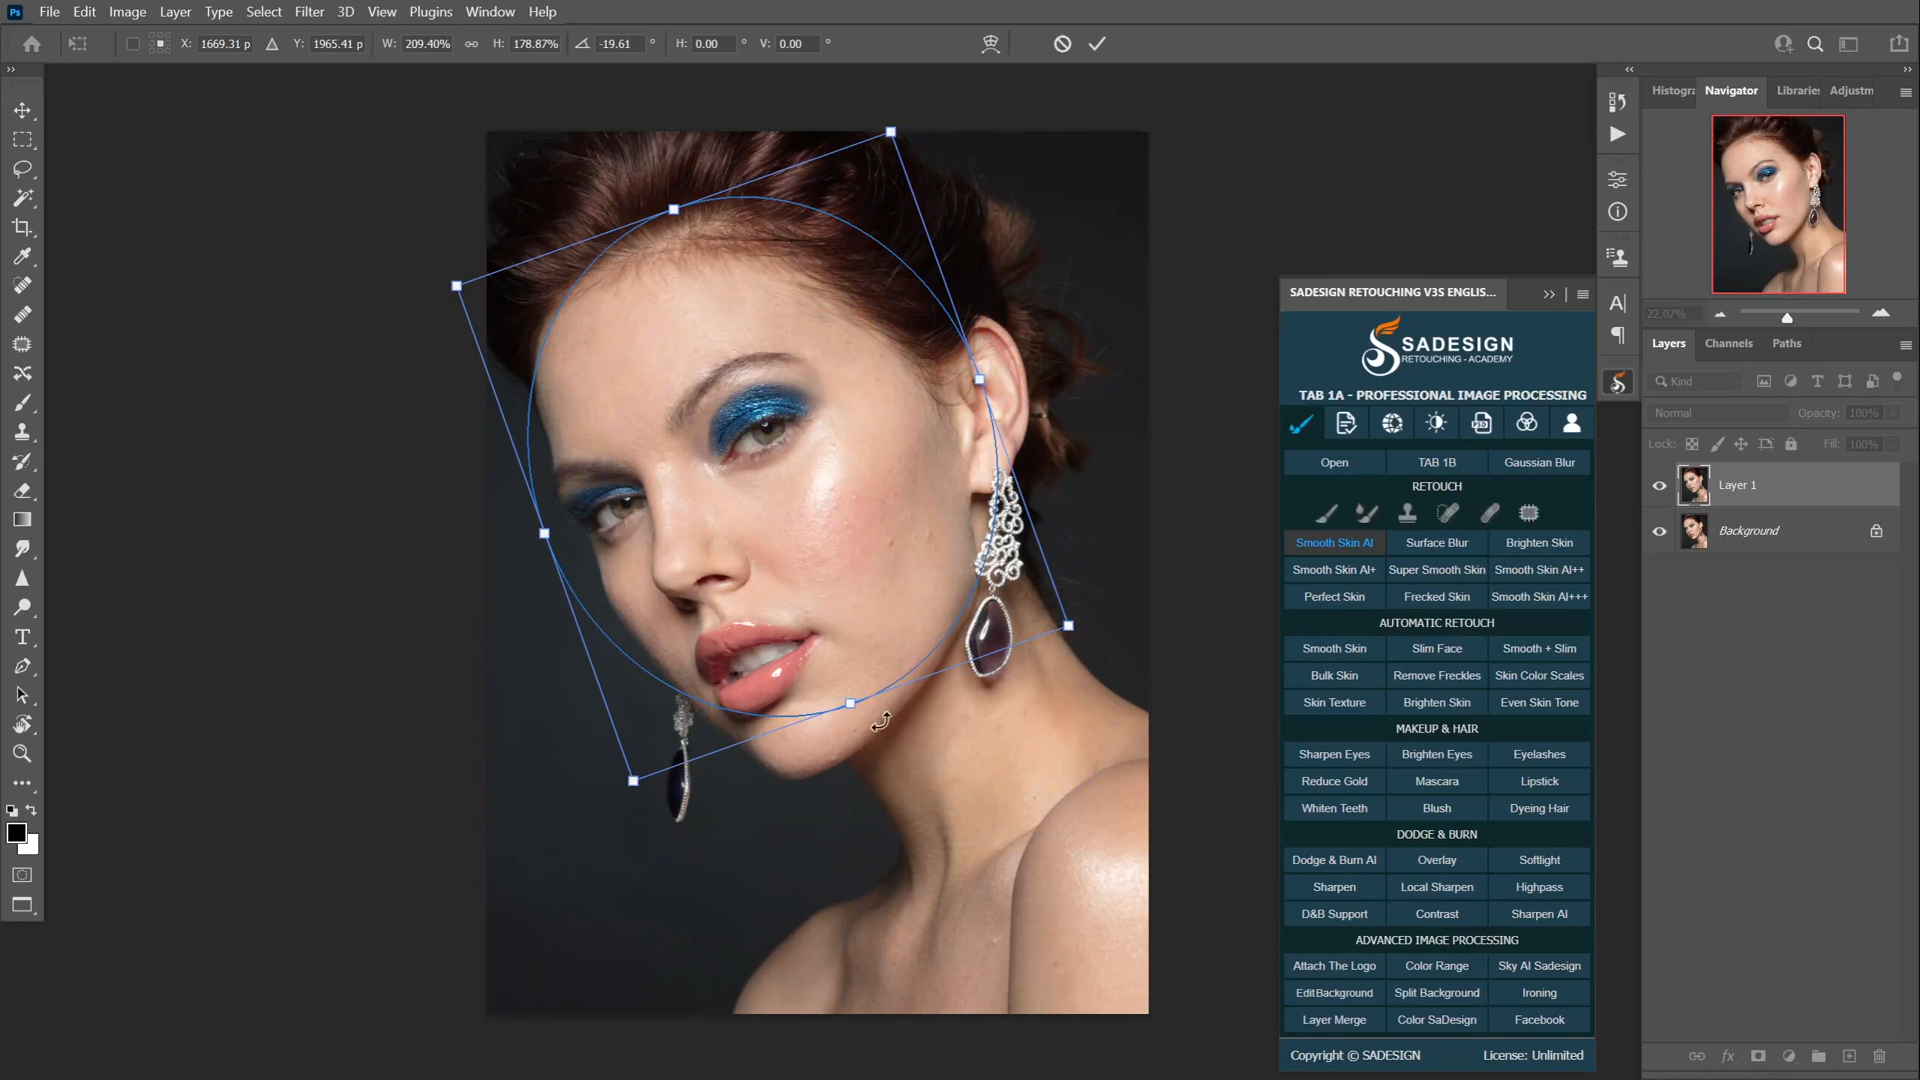 Ps File Edit Image Layer Type Select Filter 3D View Plugins Window Help
X: 1669.31 p Y: 1965.41 p W: 209.40% H: 178.87% -19.61 ° H: 0.00 ° V: 0.00 °
Histogra Navigator Libraries Adjustm
22.07%
Layers Channels Paths
Kind
Normal Opacity: 100%
Lock: Fill: 100%
Layer 1
Background
SADESIGN RETOUCHING V3S ENGLIS...
SADESIGN
RETOUCHING - ACADEMY
TAB 1A - PROFESSIONAL IMAGE PROCESSING
Open TAB 1B Gaussian Blur
RETOUCH
Smooth Skin AI Surface Blur Brighten Skin
Smooth Skin AI+ Super Smooth Skin Smooth Skin AI++
Perfect Skin Frecked Skin Smooth Skin AI+++
AUTOMATIC RETOUCH
Smooth Skin Slim Face Smooth + Slim
Bulk Skin Remove Freckles Skin Color Scales
Skin Texture Brighten Skin Even Skin Tone
MAKEUP & HAIR
Sharpen Eyes Brighten Eyes Eyelashes
Reduce Gold Mascara Lipstick
Whiten Teeth Blush Dyeing Hair
DODGE & BURN
Dodge & Burn AI Overlay Softlight
Sharpen Local Sharpen Highpass
D&B Support Contrast Sharpen AI
ADVANCED IMAGE PROCESSING
Attach The Logo Color Range Sky AI Sadesign
Edit Background Split Background Ironing
Layer Merge Color SaDesign Facebook
Copyright © SADESIGN License: Unlimited